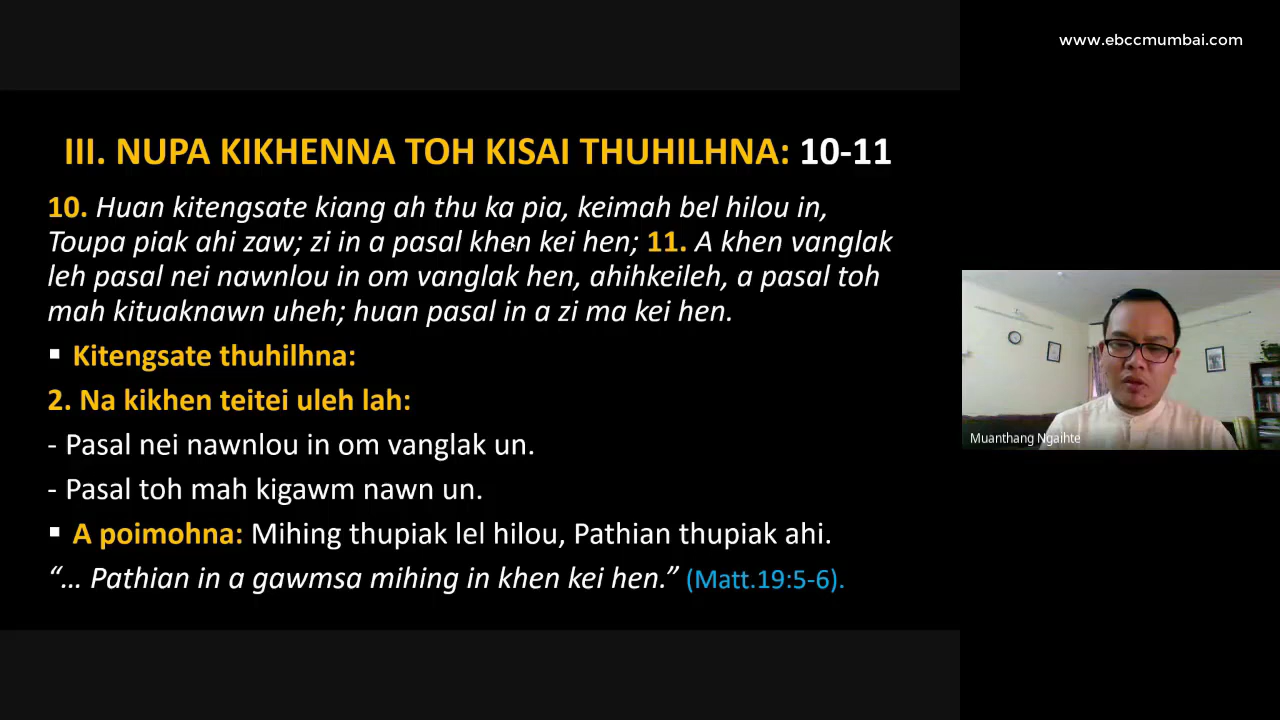 www.ebccmumbai.com
III. NUPA KIKHENNA TOH KISAI THUHILHNA: 10-11
10. Huan kitengsate kiang ah thu ka pia, keimah bel hilou in,
Toupa piak ahi zaw; zi in a pasal khen kei hen; 11. A khen vanglak
leh pasal nei nawnlou in om vanglak hen, ahihkeileh, a pasal toh
mah kituaknawn uheh; huan pasal in a zi ma kei hen.
▪ Kitengsate thuhilhna:
2. Na kikhen teitei uleh lah:
- Pasal nei nawnlou in om vanglak un.
- Pasal toh mah kigawm nawn un.
▪ A poimohna: Mihing thupiak lel hilou, Pathian thupiak ahi.
“… Pathian in a gawmsa mihing in khen kei hen.” (Matt.19:5-6).
Muanthang Ngaihte